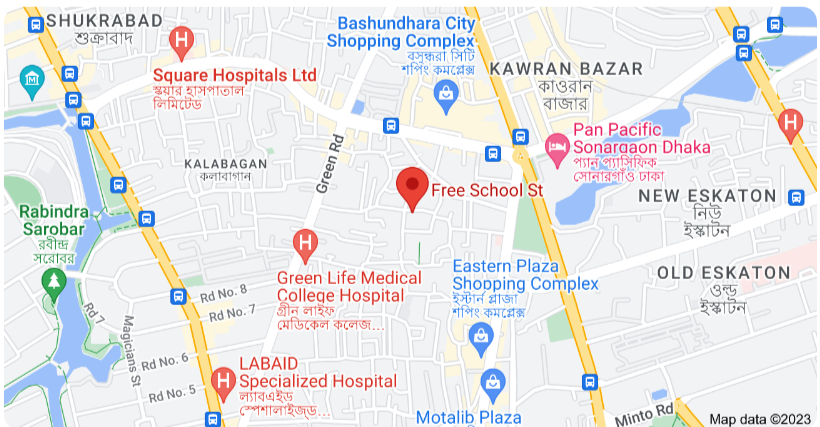 SHUKRABAD
শুক্রাবাদ
Bashundhara City
Shopping Complex
বসুন্ধরা সিটি
শপিং কমপ্লেক্স
Square Hospitals Ltd
স্কয়ার হাসপাতাল
লিমিটেড
KAWRAN BAZAR
কাওরান
বাজার
Green Rd
Pan Pacific
Sonargaon Dhaka
প্যান প্যাসিফিক
সোনারগাঁও ঢাকা
KALABAGAN
কলাবাগান
Free School St
NEW ESKATON
নিউ
ইস্কাটন
Rabindra
Sarobar
রবীন্দ্র
সরোবর
Green Life Medical
College Hospital
গ্রীন লাইফ
মেডিকেল কলেজ...
Eastern Plaza
Shopping Complex
ইস্টার্ন প্লাজা
শপিং কমপ্লেক্স
OLD ESKATON
ওল্ড
ইস্কাটন
Rd No. 8
Rd No. 7
Rd 7
Magicians St
Rd No. 6
Rd No. 5
LABAID
Specialized Hospital
ল্যাবএইড
স্পেশালাইজড...
Motalib Plaza
Minto Rd
Map data ©2023